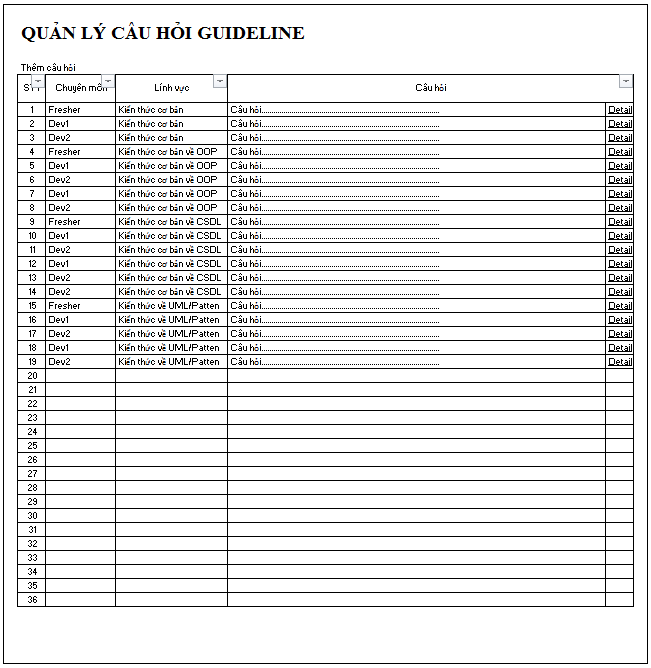 QUẢN LÝ CÂU HỎI GUIDELINE
Thêm câu hỏi
STT Chuyên môn Lĩnh vực Câu hỏi
1 Fresher Kiến thức cơ bản Câu hỏi.......................................................................................... Detail
2 Dev1 Kiến thức cơ bản Câu hỏi.......................................................................................... Detail
3 Dev2 Kiến thức cơ bản Câu hỏi.......................................................................................... Detail
4 Fresher Kiến thức cơ bản về OOP Câu hỏi.......................................................................................... Detail
5 Dev1 Kiến thức cơ bản về OOP Câu hỏi.......................................................................................... Detail
6 Dev2 Kiến thức cơ bản về OOP Câu hỏi.......................................................................................... Detail
7 Dev1 Kiến thức cơ bản về OOP Câu hỏi.......................................................................................... Detail
8 Dev2 Kiến thức cơ bản về OOP Câu hỏi.......................................................................................... Detail
9 Fresher Kiến thức cơ bản về CSDL Câu hỏi.......................................................................................... Detail
10 Dev1 Kiến thức cơ bản về CSDL Câu hỏi.......................................................................................... Detail
11 Dev2 Kiến thức cơ bản về CSDL Câu hỏi.......................................................................................... Detail
12 Dev1 Kiến thức cơ bản về CSDL Câu hỏi.......................................................................................... Detail
13 Dev2 Kiến thức cơ bản về CSDL Câu hỏi.......................................................................................... Detail
14 Dev2 Kiến thức cơ bản về CSDL Câu hỏi.......................................................................................... Detail
15 Fresher Kiến thức về UML/Patten Câu hỏi.......................................................................................... Detail
16 Dev1 Kiến thức về UML/Patten Câu hỏi.......................................................................................... Detail
17 Dev2 Kiến thức về UML/Patten Câu hỏi.......................................................................................... Detail
18 Dev1 Kiến thức về UML/Patten Câu hỏi.......................................................................................... Detail
19 Dev2 Kiến thức về UML/Patten Câu hỏi.......................................................................................... Detail
20
21
22
23
24
25
26
27
28
29
30
31
32
33
34
35
36